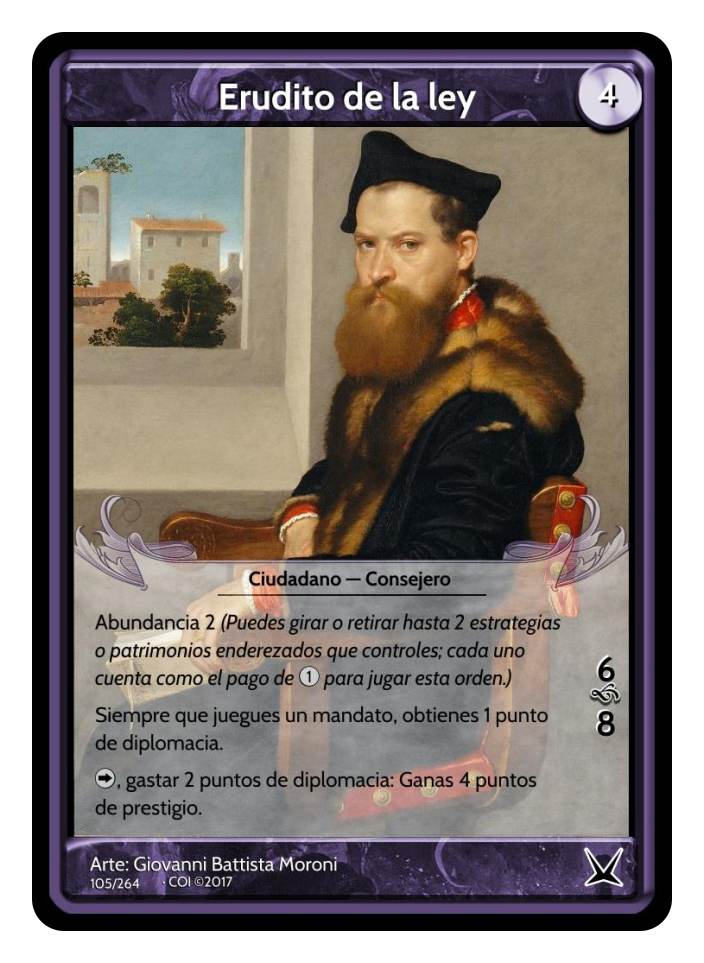 Erudito de la ley
4
Ciudadano — Consejero
Abundancia 2 (Puedes girar o retirar hasta 2 estrategias
o patrimonios enderezados que controles; cada uno
cuenta como el pago de 1 para jugar esta orden.)
Siempre que juegues un mandato, obtienes 1 punto
de diplomacia.
, gastar 2 puntos de diplomacia: Ganas 4 puntos
de prestigio.
6
8
Arte: Giovanni Battista Moroni
105/264 · COI ©2017